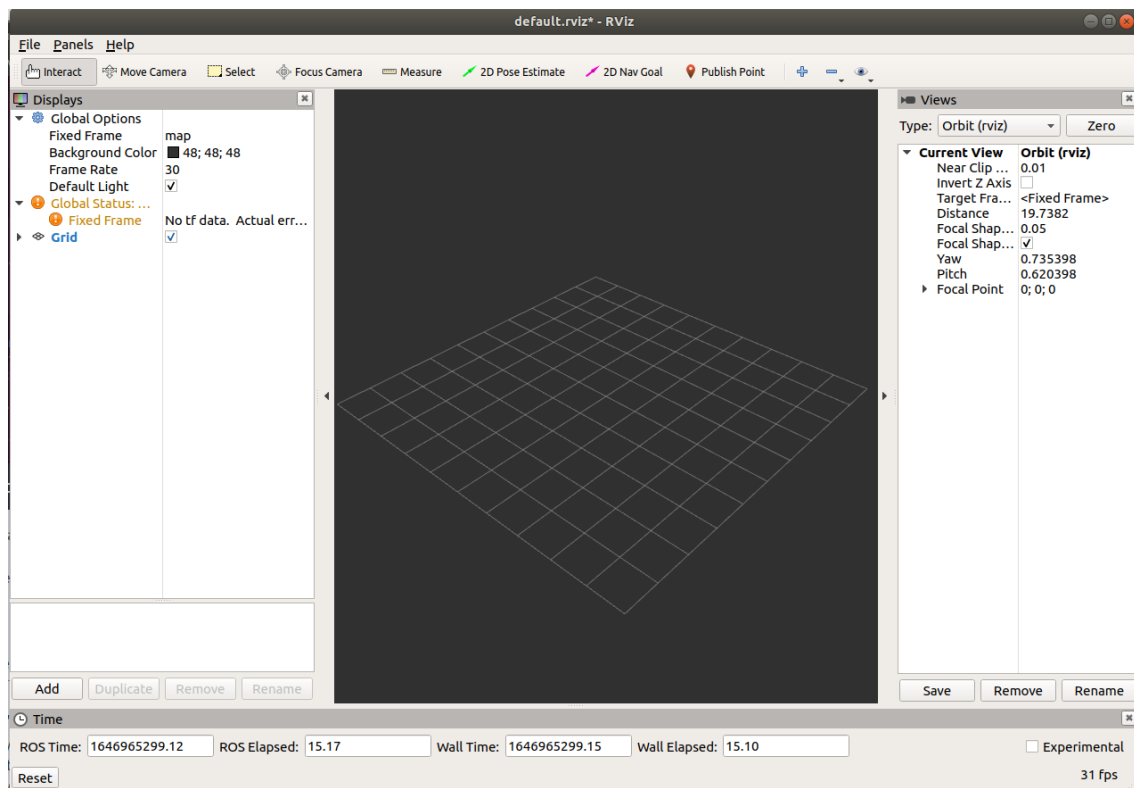 default.rviz* - RViz
File Panels Help
Interact Move Camera Select Focus Camera Measure 2D Pose Estimate 2D Nav Goal Publish Point
Displays
Global Options
Fixed Frame map
Background Color 48; 48; 48
Frame Rate 30
Default Light
Global Status: ...
Fixed Frame No tf data. Actual err...
Grid
Add Duplicate Remove Rename
Views
Type: Orbit (rviz) Zero
Current View Orbit (rviz)
Near Clip ... 0.01
Invert Z Axis
Target Fra... <Fixed Frame>
Distance 19.7382
Focal Shap... 0.05
Focal Shap...
Yaw 0.735398
Pitch 0.620398
Focal Point 0; 0; 0
Save Remove Rename
Time
ROS Time: 1646965299.12 ROS Elapsed: 15.17 Wall Time: 1646965299.15 Wall Elapsed: 15.10 Experimental
Reset 31 fps